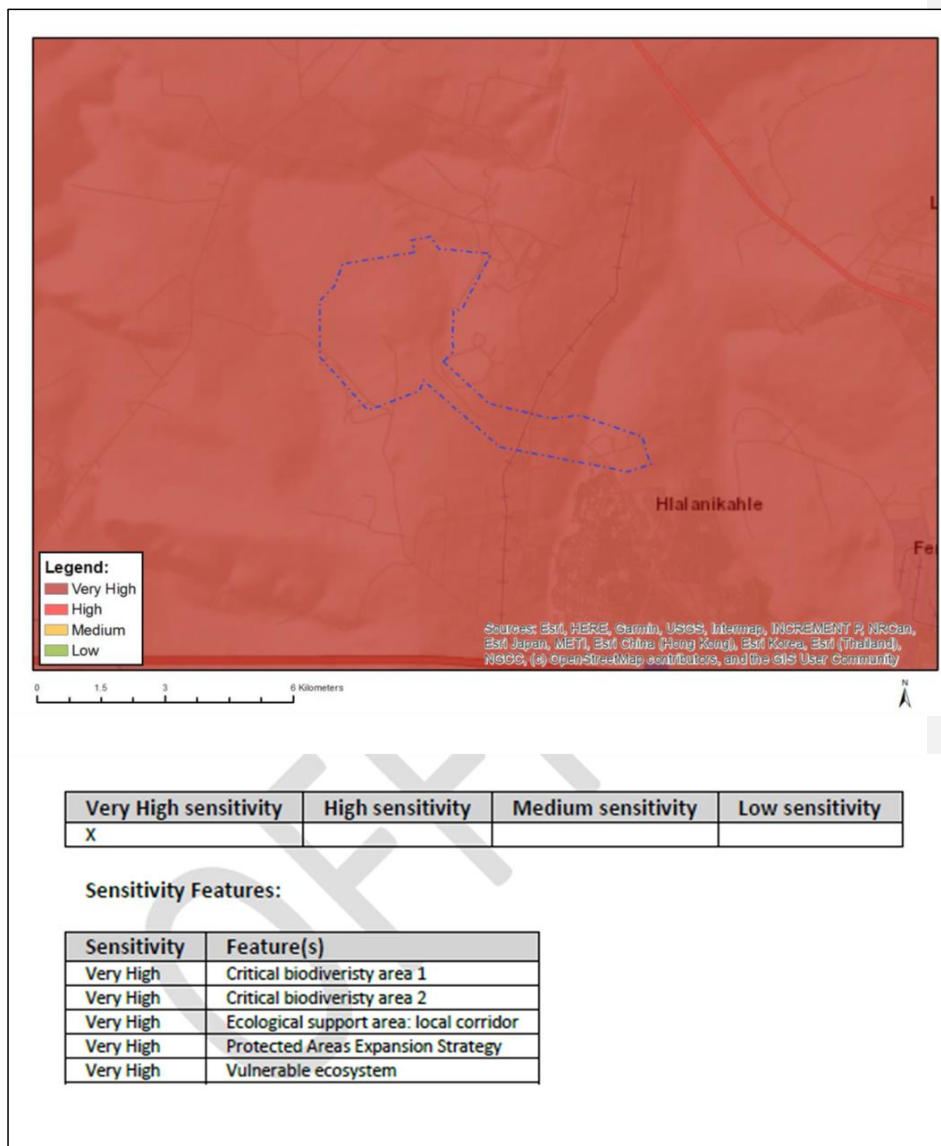 L
Hlalanikahle
Fe
Legend:
Very High
High
Medium
Low
Sources: Esri, HERE, Garmin, USGS, Intermap, INCREMENT P, NRCan,
Esri Japan, METI, Esri China (Hong Kong), Esri Korea, Esri (Thailand),
NGCC, (c) OpenStreetMap contributors, and the GIS User Community
0 1.5 3 6 Kilometers
N
Very High sensitivity High sensitivity Medium sensitivity Low sensitivity
X
Sensitivity Features:
Sensitivity Feature(s)
Very High Critical biodiveristy area 1
Very High Critical biodiveristy area 2
Very High Ecological support area: local corridor
Very High Protected Areas Expansion Strategy
Very High Vulnerable ecosystem